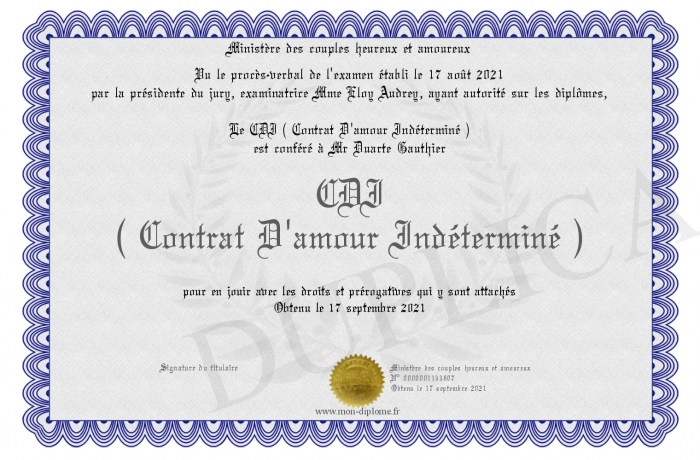 Ministère des couples heureux et amoureux
Vu le procès-verbal de l'examen établi le 17 août 2021
par la présidente du jury, examinatrice Mme Eloy Audrey, ayant autorité sur les diplômes,
Le CDI ( Contrat D'amour Indéterminé )
est conféré à Mr Duarte Gauthier
CDI
( Contrat D'amour Indéterminé )
DUPLICATA
pour en jouir avec les droits et prérogatives qui y sont attachés
Obtenu le 17 septembre 2021
Signature du titulaire
Ministère des couples heureux et amoureux
N°
Obtenu le 17 septembre 2021
www.mon-diplome.fr